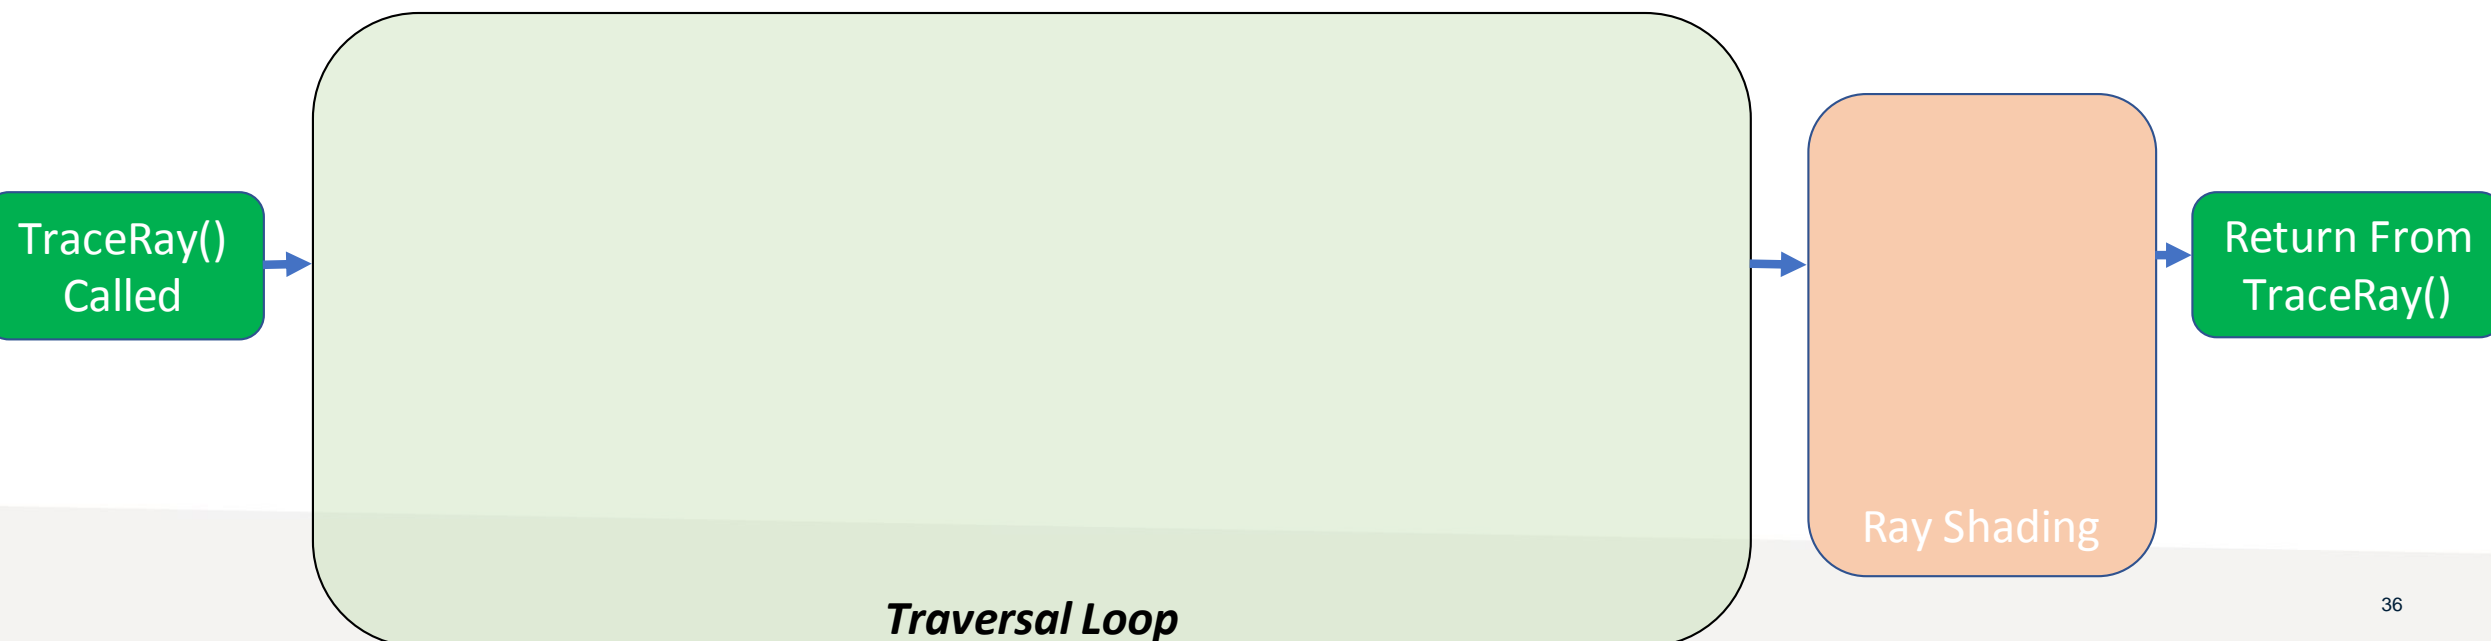 TraceRay()
Called
Traversal Loop
Ray Shading
Return From
TraceRay()
36